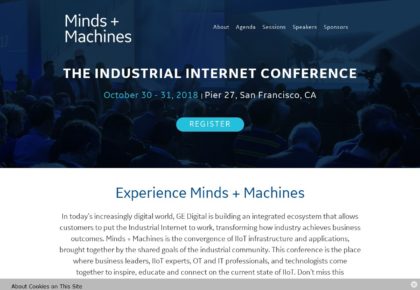 Minds +
Machines
About Agenda Sessions Speakers Sponsors
THE INDUSTRIAL INTERNET CONFERENCE
October 30 - 31, 2018 | Pier 27, San Francisco, CA
REGISTER
Experience Minds + Machines
In today's increasingly digital world, GE Digital is building an integrated ecosystem that allows
customers to put the Industrial Internet to work, transforming how industry achieves business
outcomes. Minds + Machines is the convergence of IIoT infrastructure and applications,
brought together by the shared goals of the industrial community. This conference is the place
where business leaders, IIoT experts, OT and IT professionals, and technologists come
together to inspire, educate and connect on the current state of IIoT. Don't miss this
About Cookies on This Site